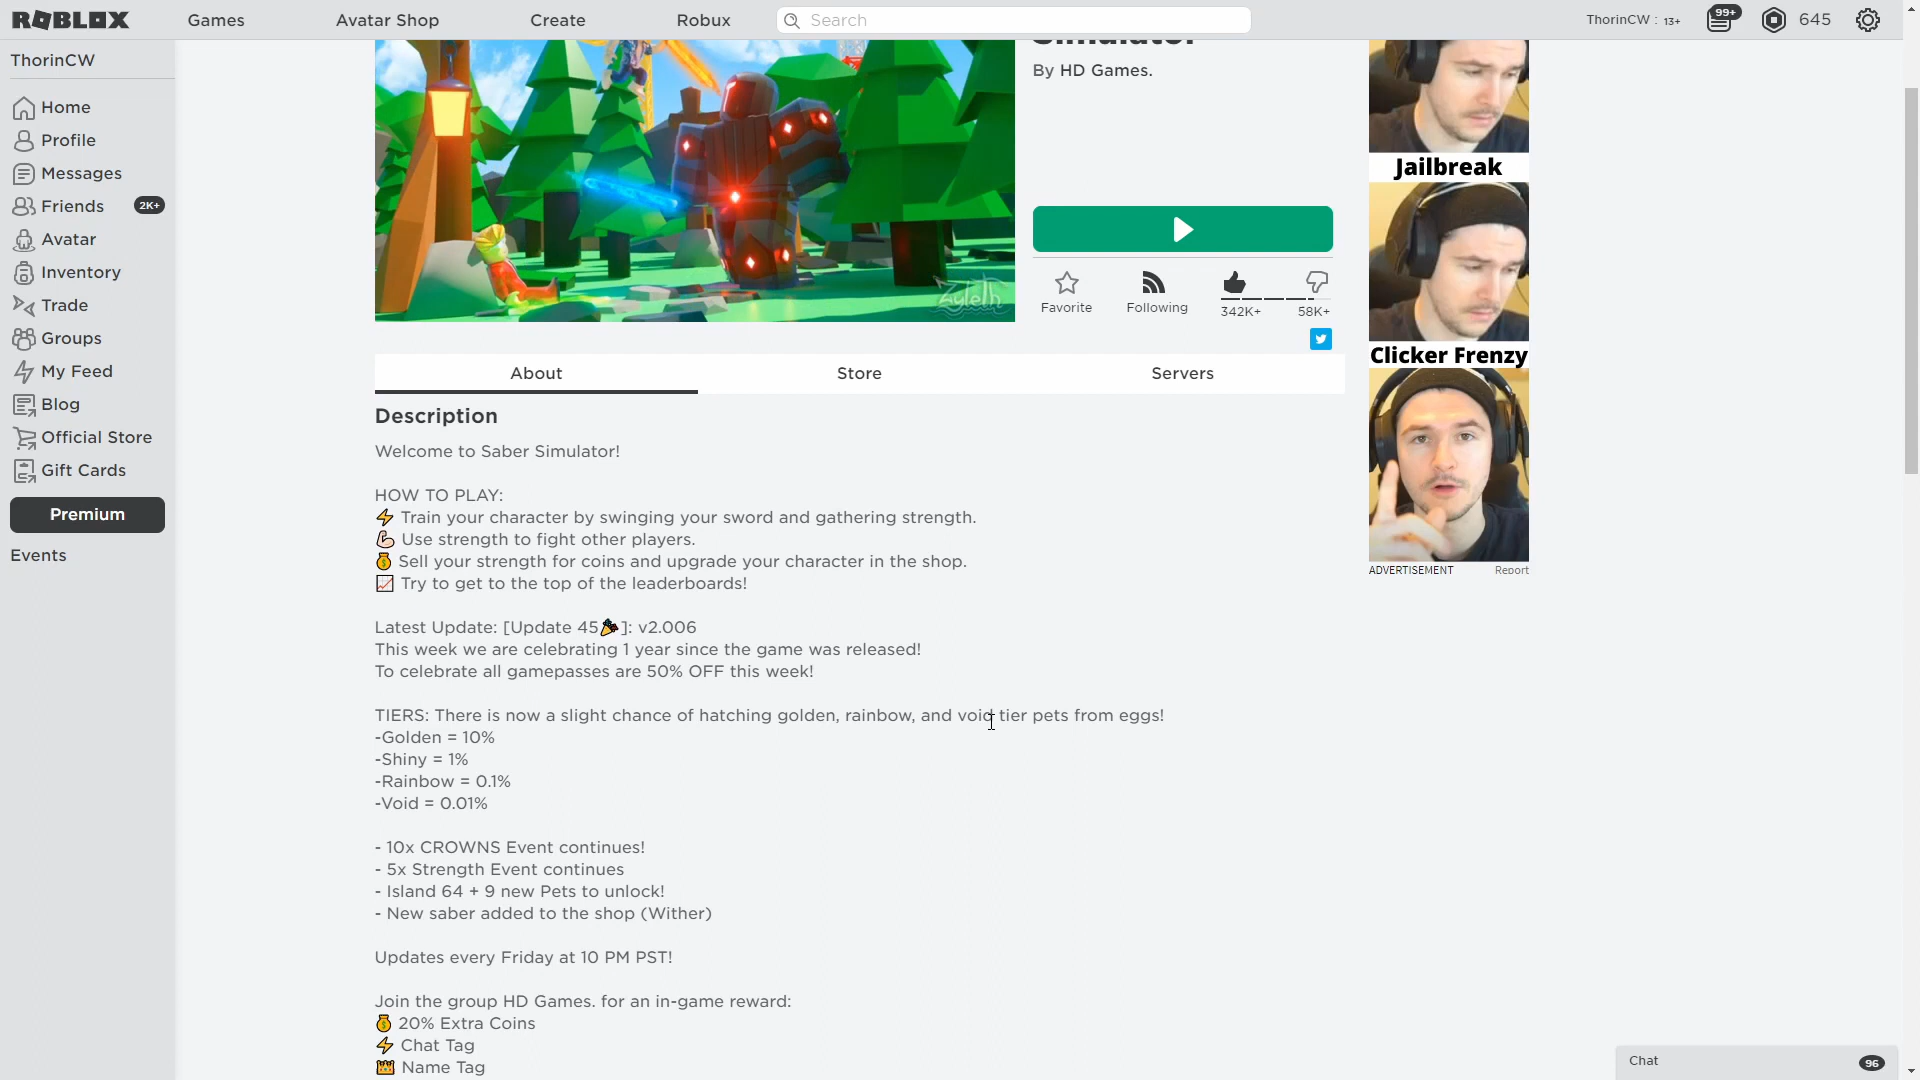 ROBLOX
Games
Avatar Shop
Create
Robux
Search
ThorinCW : 13+
99+
645
ThorinCW
Home
Profile
Messages
Friends
2K+
Avatar
Inventory
Trade
Groups
My Feed
Blog
Official Store
Gift Cards
Premium
Events
Simulator
By HD Games.
Favorite
Following
342K+
58K+
About
Store
Servers
Description
Welcome to Saber Simulator!
HOW TO PLAY:
⚡ Train your character by swinging your sword and gathering strength.
💪🏻 Use strength to fight other players.
💰 Sell your strength for coins and upgrade your character in the shop.
📈 Try to get to the top of the leaderboards!
Latest Update: [Update 45🎉]: v2.006
This week we are celebrating 1 year since the game was released!
To celebrate all gamepasses are 50% OFF this week!
TIERS: There is now a slight chance of hatching golden, rainbow, and void tier pets from eggs!
-Golden = 10%
-Shiny = 1%
-Rainbow = 0.1%
-Void = 0.01%
- 10x CROWNS Event continues!
- 5x Strength Event continues
- Island 64 + 9 new Pets to unlock!
- New saber added to the shop (Wither)
Updates every Friday at 10 PM PST!
Join the group HD Games. for an in-game reward:
💰 20% Extra Coins
⚡ Chat Tag
👑 Name Tag
Jailbreak
Clicker Frenzy
ADVERTISEMENT
Report
Chat
96